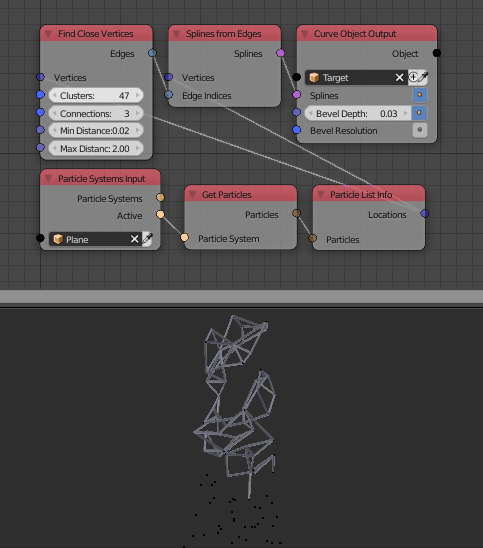 Find Close Vertices
Edges
Vertices
Clusters: 47
Connections: 3
Min Distance:0.02
Max Distanc: 2.00
Splines from Edges
Splines
Vertices
Edge Indices
Curve Object Output
Object
Target
Splines
Bevel Depth: 0.03
Bevel Resolution
Particle Systems Input
Particle Systems
Active
Plane
Get Particles
Particles
Particle System
Particle List Info
Locations
Particles